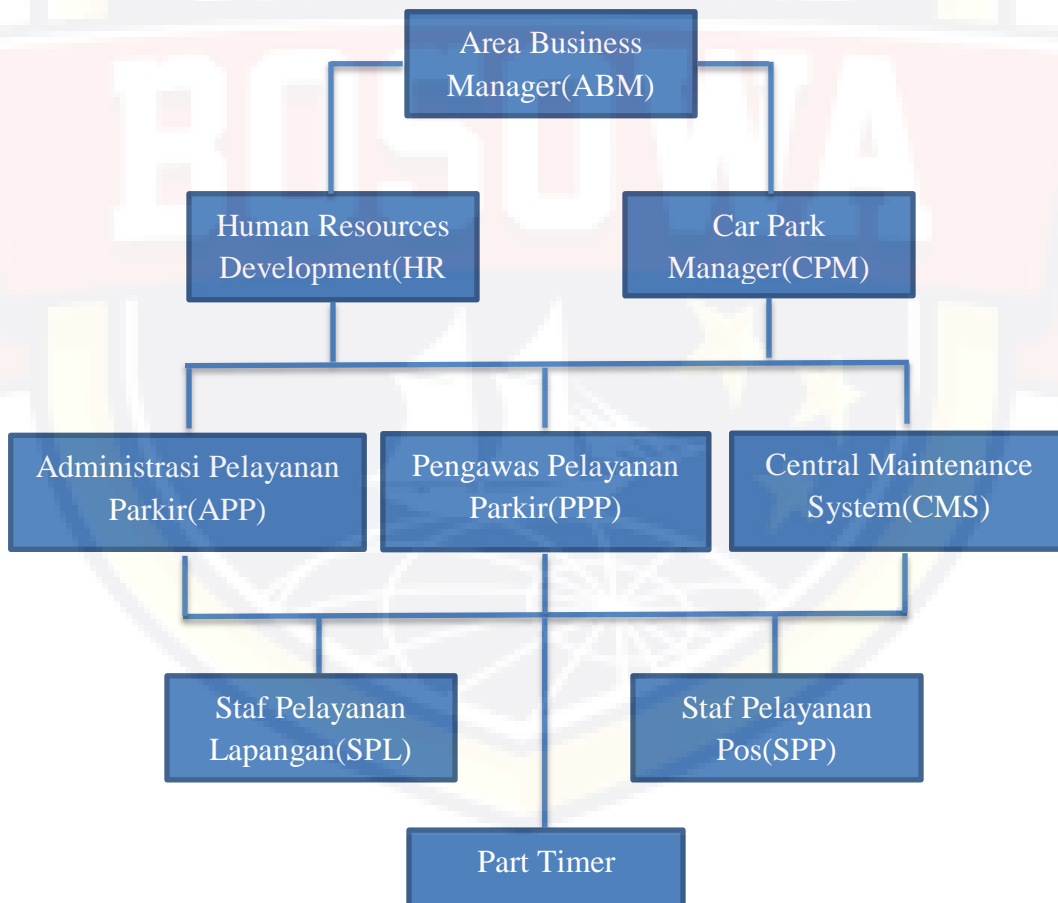 BOSOWA
Area Business
Manager(ABM)
Human Resources
Development(HR
Car Park
Manager(CPM)
Administrasi Pelayanan
Parkir(APP)
Pengawas Pelayanan
Parkir(PPP)
Central Maintenance
System(CMS)
Staf Pelayanan
Lapangan(SPL)
Staf Pelayanan
Pos(SPP)
Part Timer